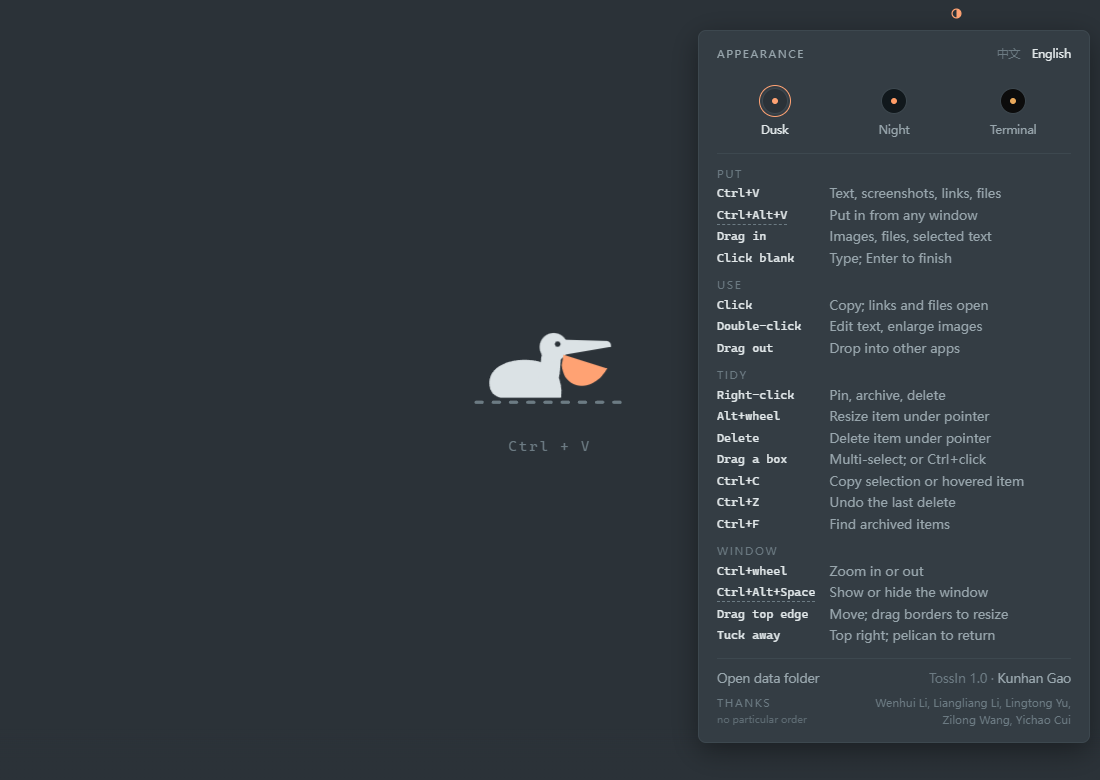 APPEARANCE 中文 English
Dusk Night Terminal
PUT
Ctrl+V Text, screenshots, links, files
Ctrl+Alt+V Put in from any window
Drag in Images, files, selected text
Click blank Type; Enter to finish
USE
Click Copy; links and files open
Double-click Edit text, enlarge images
Drag out Drop into other apps
TIDY
Right-click Pin, archive, delete
Alt+wheel Resize item under pointer
Delete Delete item under pointer
Drag a box Multi-select; or Ctrl+click
Ctrl+C Copy selection or hovered item
Ctrl+Z Undo the last delete
Ctrl+F Find archived items
WINDOW
Ctrl+wheel Zoom in or out
Ctrl+Alt+Space Show or hide the window
Drag top edge Move; drag borders to resize
Tuck away Top right; pelican to return
Open data folder TossIn 1.0 · Kunhan Gao
THANKS Wenhui Li, Liangliang Li, Lingtong Yu,
no particular order Zilong Wang, Yichao Cui
Ctrl + V